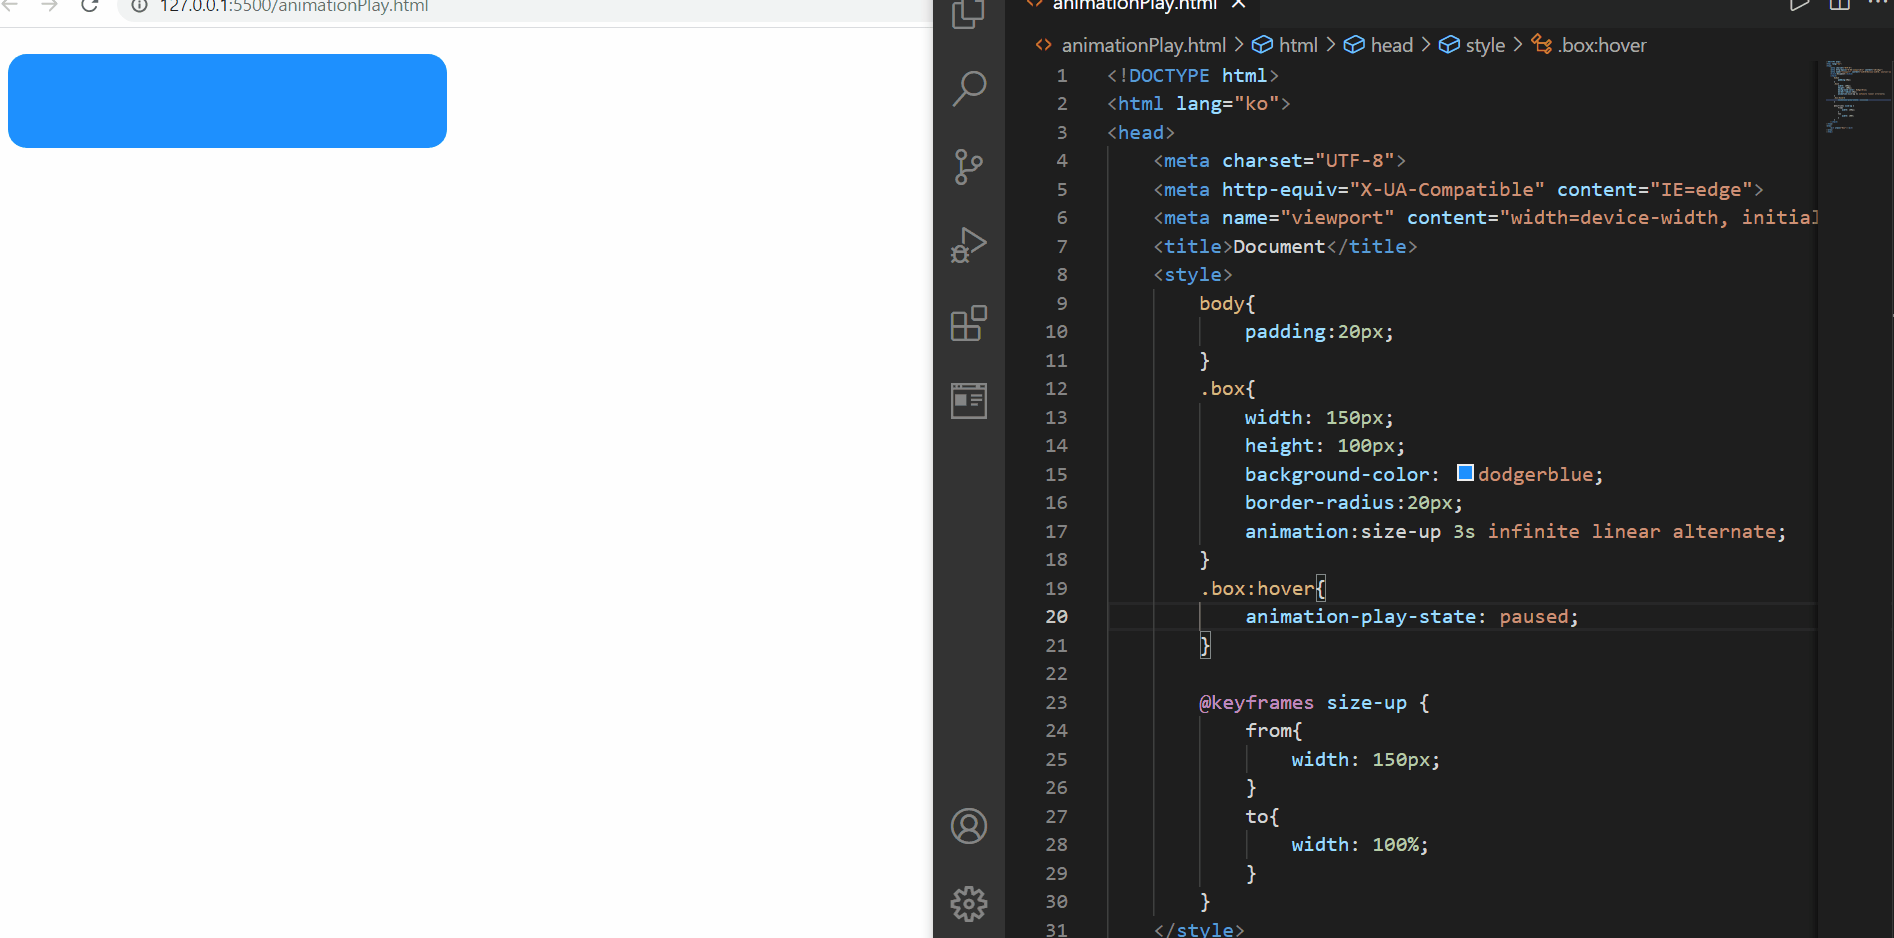 127.0.0.1:5500/animationPlay.html
animationPlay.html
animationPlay.html > html > head > style > .box:hover
1 <!DOCTYPE html>
2 <html lang="ko">
3 <head>
4 <meta charset="UTF-8">
5 <meta http-equiv="X-UA-Compatible" content="IE=edge">
6 <meta name="viewport" content="width=device-width, initial
7 <title>Document</title>
8 <style>
9 body{
10 padding:20px;
11 }
12 .box{
13 width: 150px;
14 height: 100px;
15 background-color: dodgerblue;
16 border-radius:20px;
17 animation:size-up 3s infinite linear alternate;
18 }
19 .box:hover{
20 animation-play-state: paused;
21 }
22
23 @keyframes size-up {
24 from{
25 width: 150px;
26 }
27 to{
28 width: 100%;
29 }
30 }
31 </style>